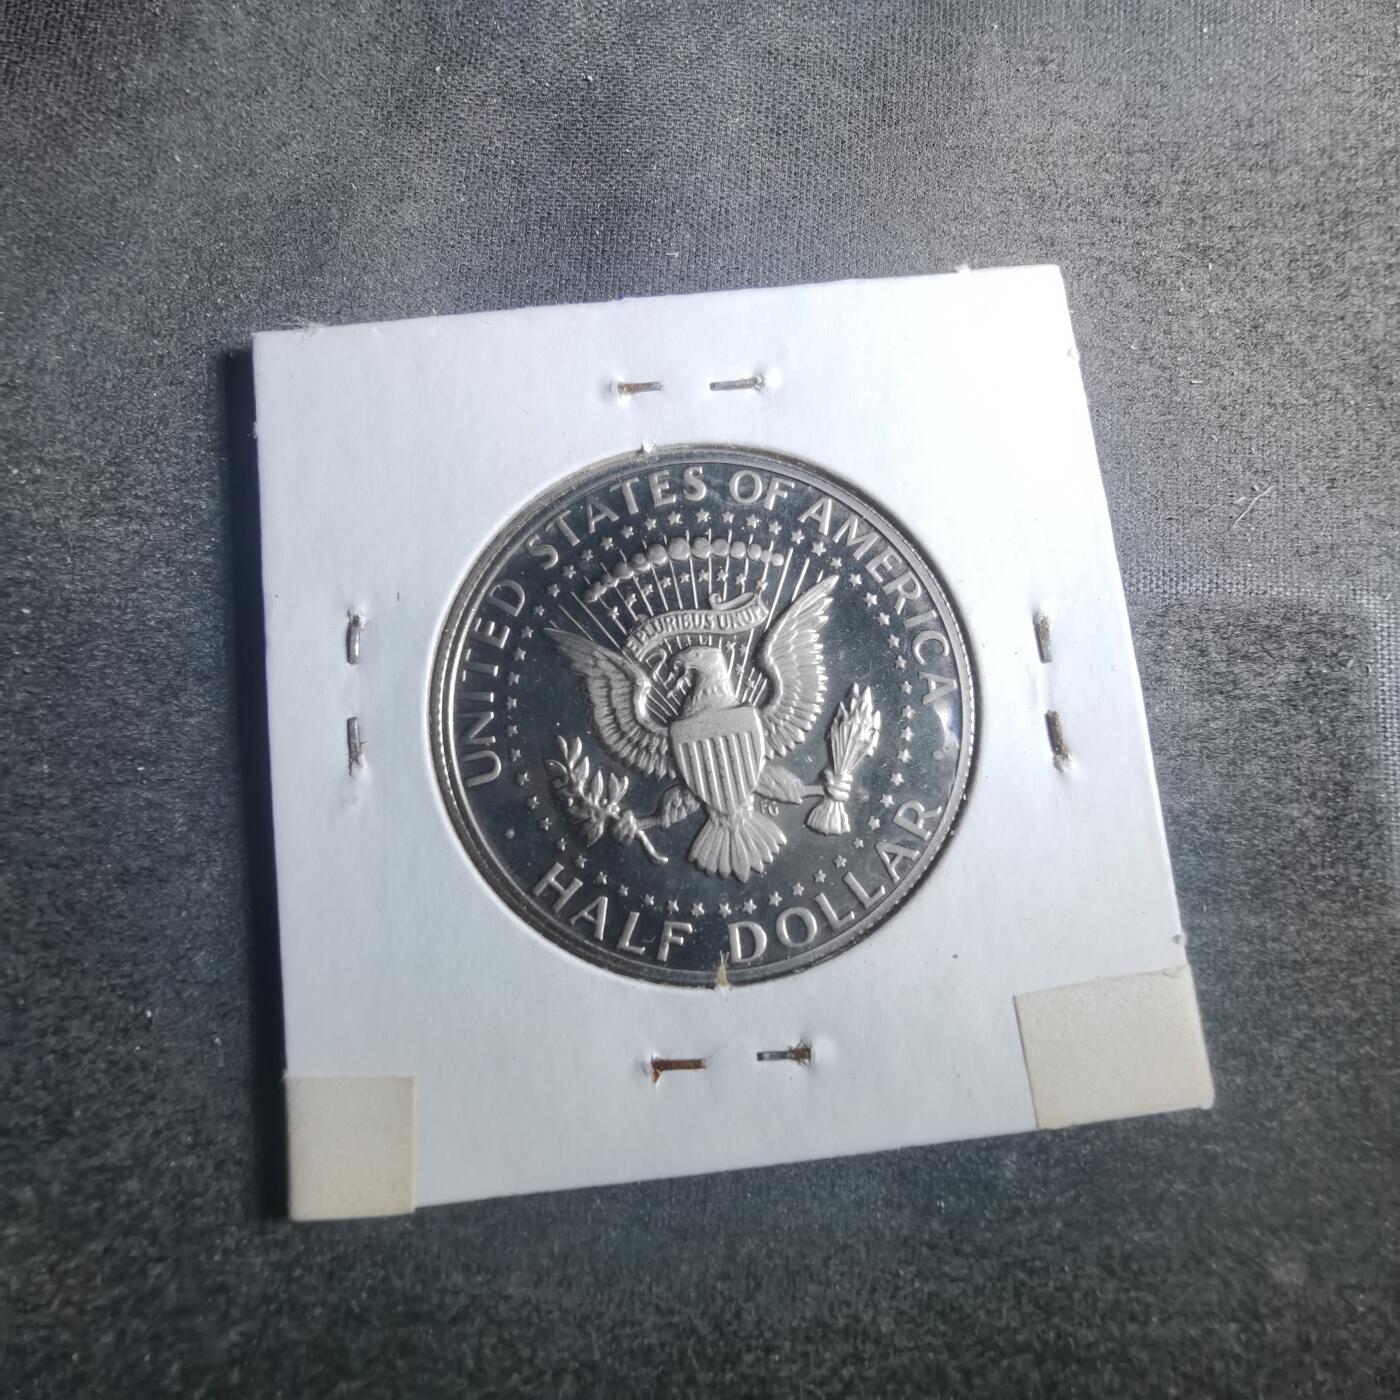 UNITED STATES OF AMERICA
E PLURIBUS UNUM
HALF DOLLAR